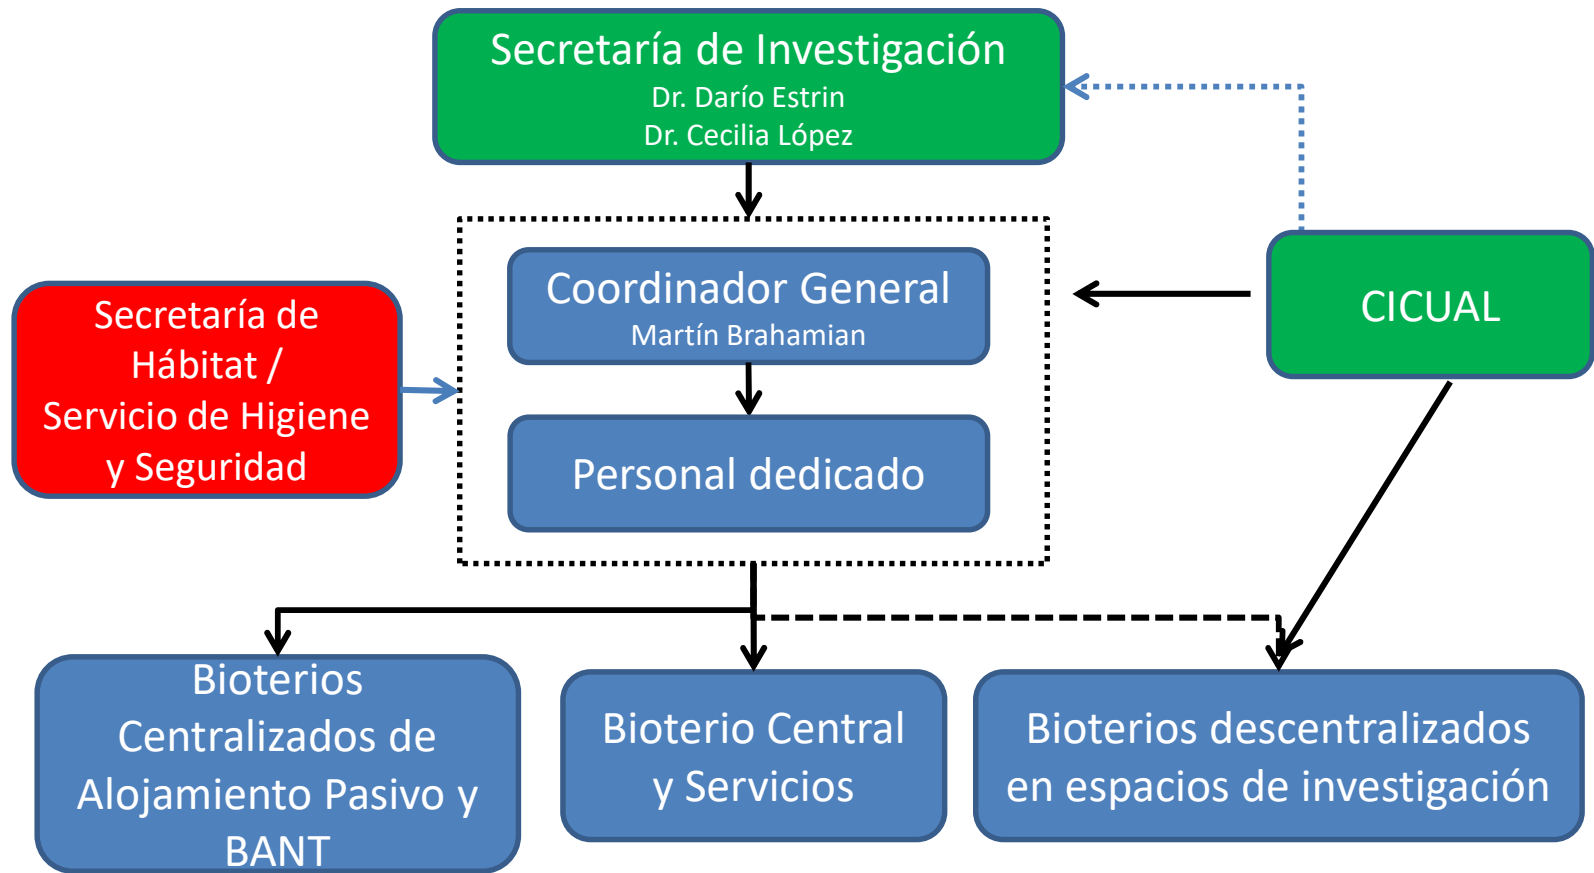 Secretaría de Investigación
Dr. Darío Estrin
Dr. Cecilia López
Coordinador General
Martín Brahamian
Personal dedicado
Secretaría de
Hábitat /
Servicio de Higiene
y Seguridad
CICUAL
Bioterios
Centralizados de
Alojamiento Pasivo y
BANT
Bioterio Central
y Servicios
Bioterios descentralizados
en espacios de investigación